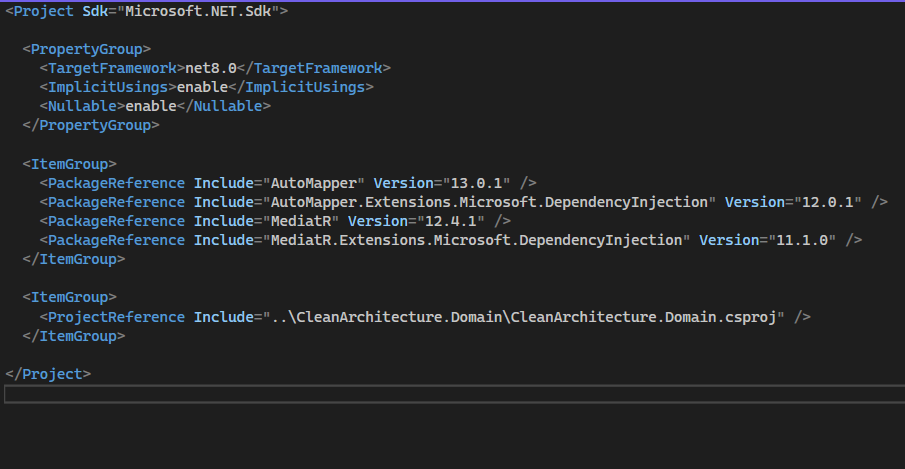 <Project Sdk="Microsoft.NET.Sdk">
<PropertyGroup>
<TargetFramework>net8.0</TargetFramework>
<ImplicitUsings>enable</ImplicitUsings>
<Nullable>enable</Nullable>
</PropertyGroup>
<ItemGroup>
<PackageReference Include="AutoMapper" Version="13.0.1" />
<PackageReference Include="AutoMapper.Extensions.Microsoft.DependencyInjection" Version="12.0.1" />
<PackageReference Include="MediatR" Version="12.4.1" />
<PackageReference Include="MediatR.Extensions.Microsoft.DependencyInjection" Version="11.1.0" />
</ItemGroup>
<ItemGroup>
<ProjectReference Include="..\CleanArchitecture.Domain\CleanArchitecture.Domain.csproj" />
</ItemGroup>
</Project>